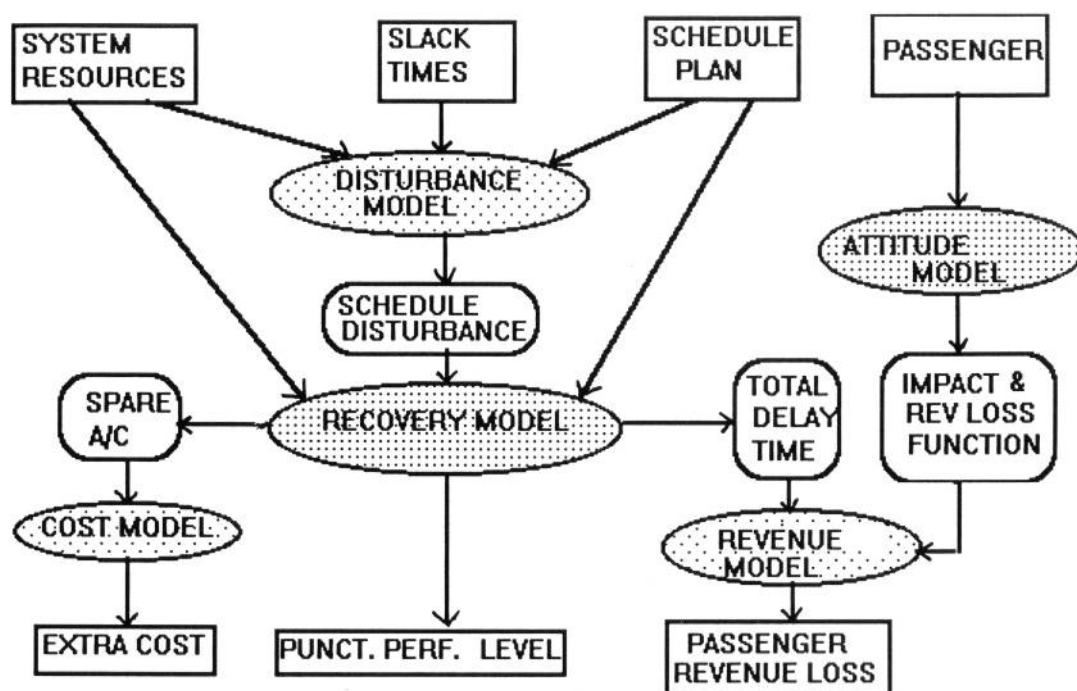 SYSTEM
RESOURCES
SLACK
TIMES
SCHEDULE
PLAN
PASSENGER
DISTURBANCE
MODEL
ATTITUDE
MODEL
SCHEDULE
DISTURBANCE
SPARE
A/C
RECOVERY MODEL
TOTAL
DELAY
TIME
IMPACT &
REV LOSS
FUNCTION
COST MODEL
REVENUE
MODEL
EXTRA COST
PUNCT. PERF. LEVEL
PASSENGER
REVENUE LOSS